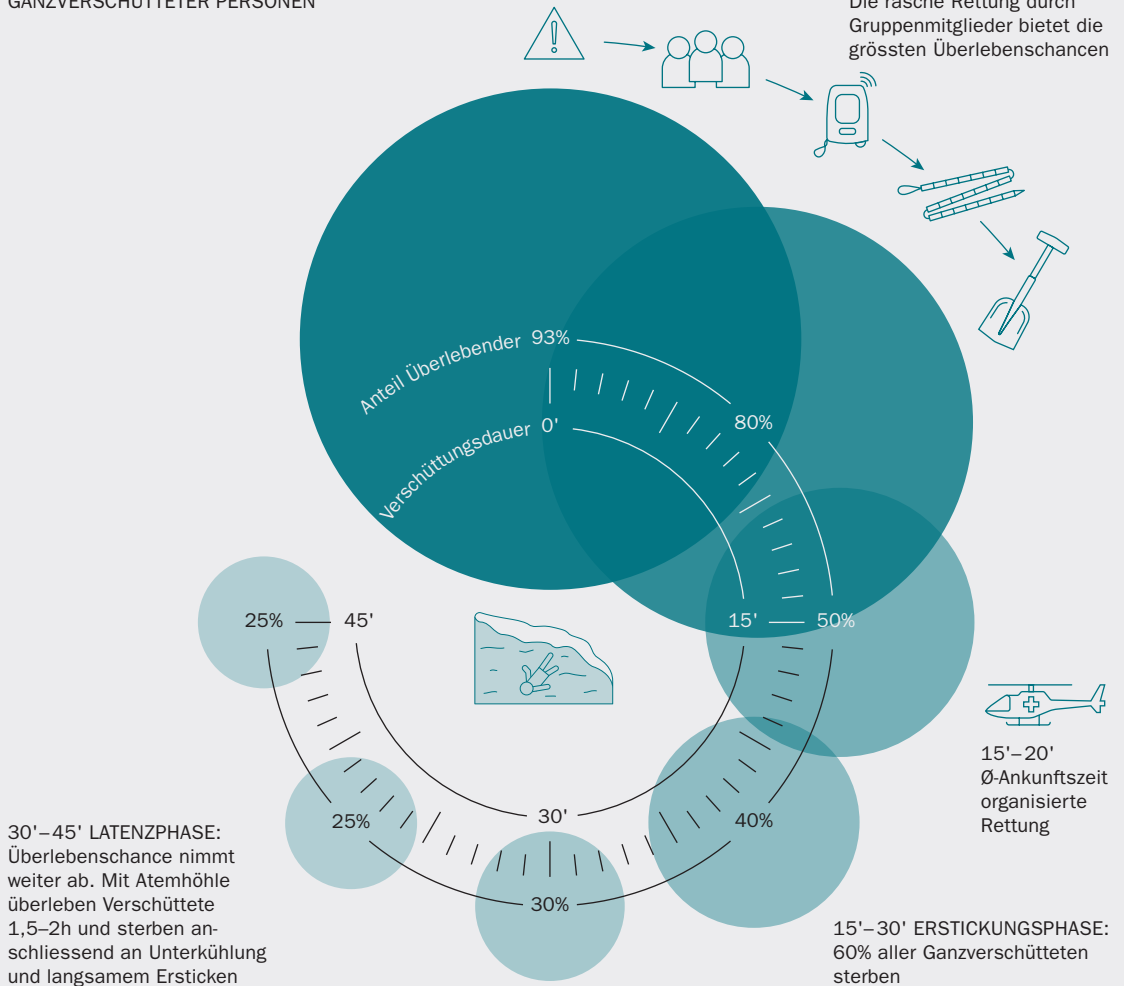 GANZVERSCHÜTTETER PERSONEN
Die rasche Rettung durch
Gruppenmitglieder bietet die
grössten Überlebenschancen
Anteil Überlebender 93%
80%
Verschüttungsdauer 0'
25% 45'
15' 50%
15'–20'
Ø-Ankunftszeit
organisierte
Rettung
30'
25%
40%
30%
30'–45' LATENZPHASE:
Überlebenschance nimmt
weiter ab. Mit Atemhöhle
überleben Verschüttete
1,5–2h und sterben an-
schliessend an Unterkühlung
und langsamem Ersticken
15'–30' ERSTICKUNGSPHASE:
60% aller Ganzverschütteten
sterben